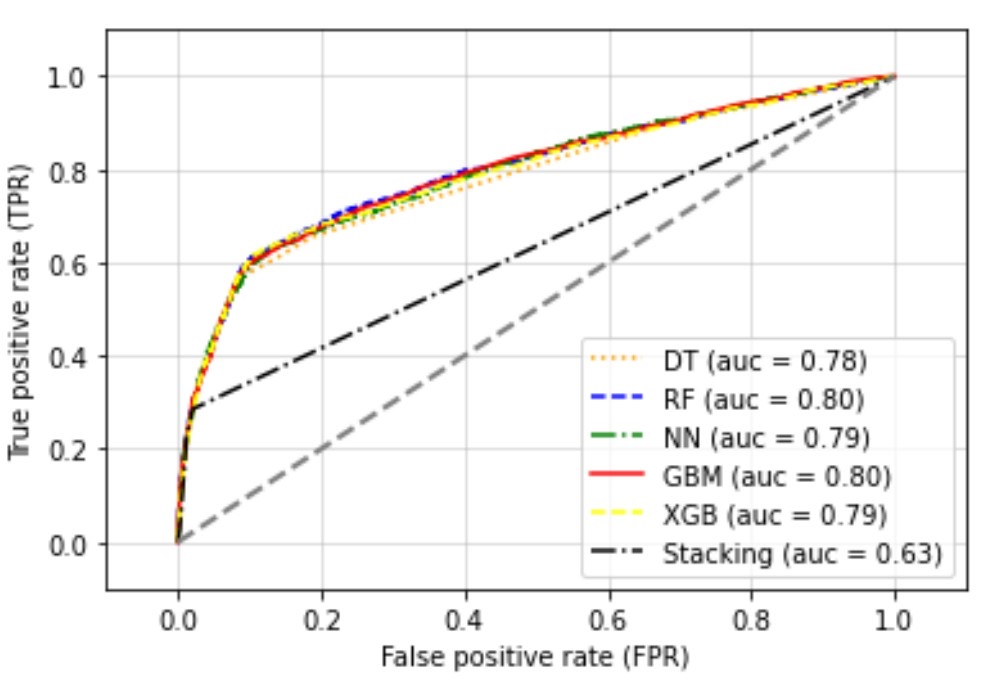 True positive rate (TPR)
1.0
0.8
0.6
0.4
0.2
0.0
DT (auc = 0.78)
RF (auc = 0.80)
NN (auc = 0.79)
GBM (auc = 0.80)
XGB (auc = 0.79)
Stacking (auc = 0.63)
0.0 0.2 0.4 0.6 0.8 1.0
False positive rate (FPR)